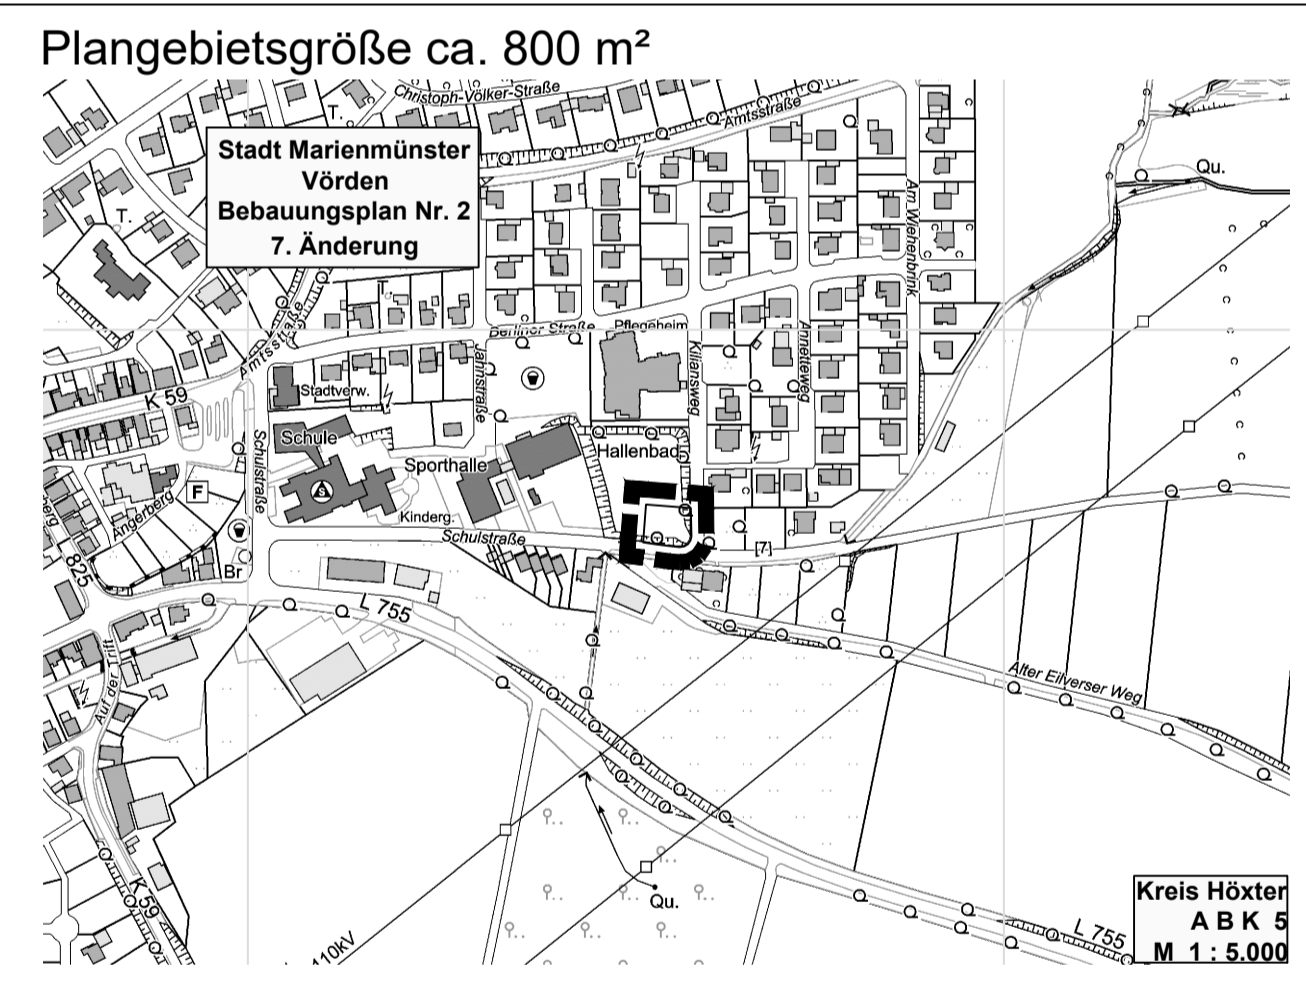 Plangebietsgröße ca. 800 m²
Christoph-Völker-Straße
T.
Amtsstraße
Stadt Marienmünster
Vörden
Bebauungsplan Nr. 2
7. Änderung
Qu.
T.
Am Wiehenbrink
T.
Amtsstraße
Berliner Straße
Pflegeheim
Jahnstraße
Kiliansweg
Annetteweg
Stadtverw.
K 59
Schule
Sporthalle
Hallenbad
Schulstraße
F
Angerberg
Kinderg.
Schulstraße
[7]
825
Br
L 755
Auf der Lutt
Alter Eilverser Weg
K 59
Qu.
110kV
L 755
Kreis Höxter
A B K 5
M 1 : 5.000